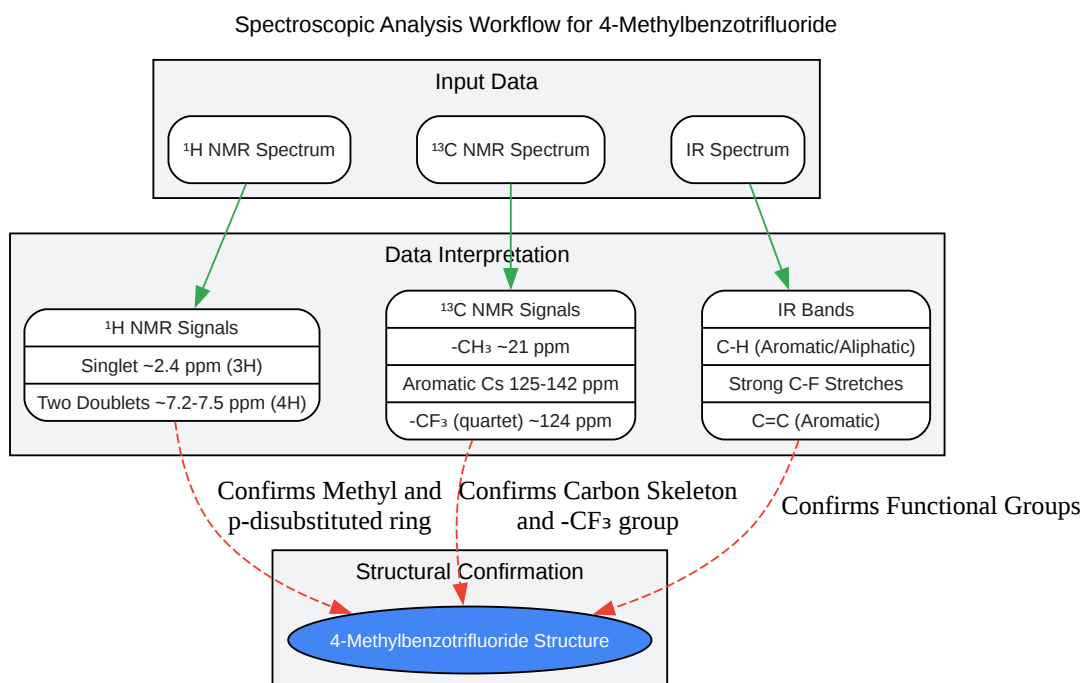 Spectroscopic Analysis Workflow for 4-Methylbenzotrifluoride
Input Data
¹H NMR Spectrum
¹³C NMR Spectrum
IR Spectrum
Data Interpretation
¹H NMR Signals
Singlet ~2.4 ppm (3H)
Two Doublets ~7.2-7.5 ppm (4H)
¹³C NMR Signals
-CH₃ ~21 ppm
Aromatic Cs 125-142 ppm
-CF₃ (quartet) ~124 ppm
IR Bands
C-H (Aromatic/Aliphatic)
Strong C-F Stretches
C=C (Aromatic)
Confirms Methyl and
p-disubstituted ring
Confirms Carbon Skeleton
and -CF₃ group
Confirms Functional Groups
Structural Confirmation
4-Methylbenzotrifluoride Structure